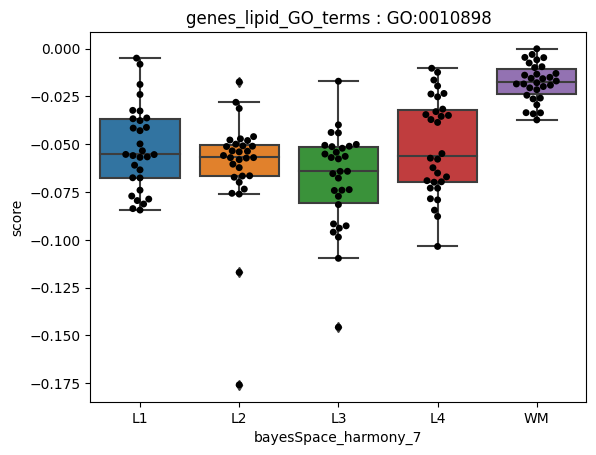 genes_lipid_GO_terms : GO:0010898
0.000
−0.025
−0.050
−0.075
−0.100
−0.125
−0.150
−0.175
score
L1 L2 L3 L4 WM
bayesSpace_harmony_7